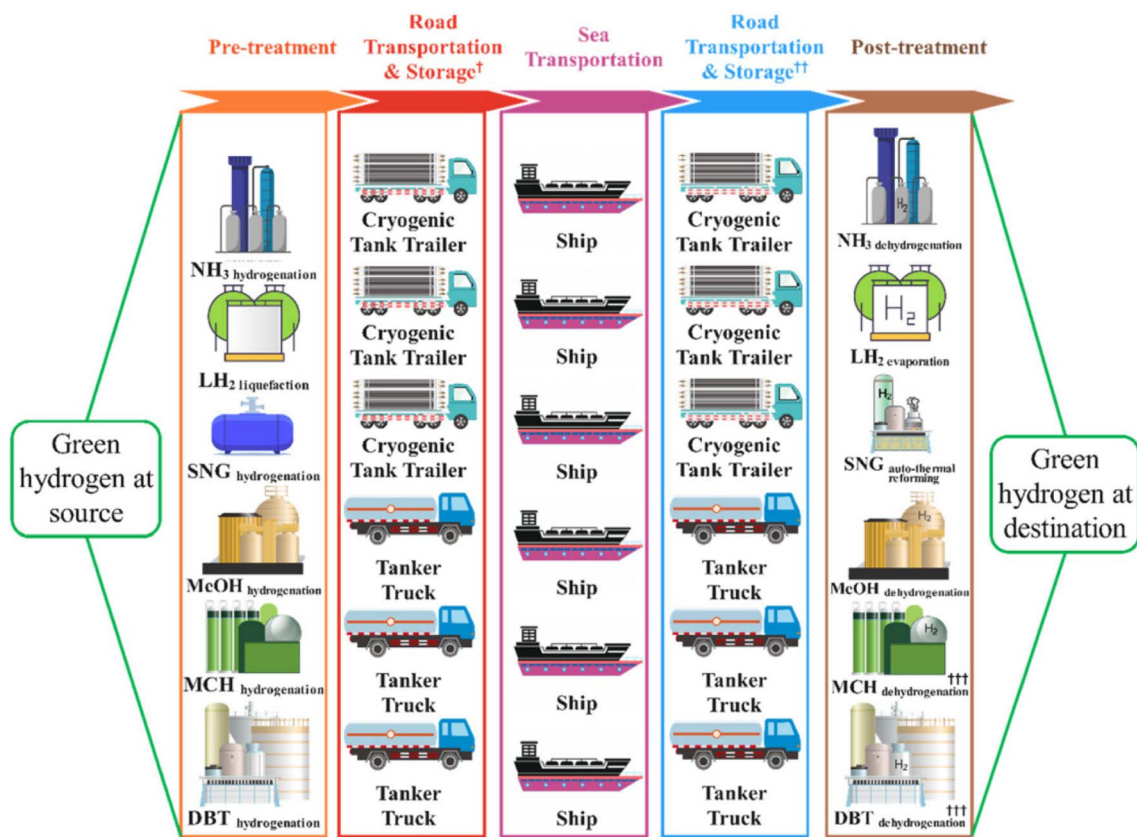 Green
hydrogen at
source
Pre-treatment
NH₃ hydrogenation
LH₂ liquefaction
SNG hydrogenation
MeOH hydrogenation
MCH hydrogenation
DBT hydrogenation
Road
Transportation
& Storage†
Cryogenic
Tank Trailer
Cryogenic
Tank Trailer
Cryogenic
Tank Trailer
Tanker
Truck
Tanker
Truck
Tanker
Truck
Sea
Transportation
Ship
Ship
Ship
Ship
Ship
Ship
Road
Transportation
& Storage††
Cryogenic
Tank Trailer
Cryogenic
Tank Trailer
Cryogenic
Tank Trailer
Tanker
Truck
Tanker
Truck
Tanker
Truck
Post-treatment
H₂
NH₃ dehydrogenation
H₂
LH₂ evaporation
H₂
SNG auto-thermal
reforming
H₂
MeOH dehydrogenation
H₂
MCH dehydrogenation†††
H₂
DBT dehydrogenation†††
Green
hydrogen at
destination